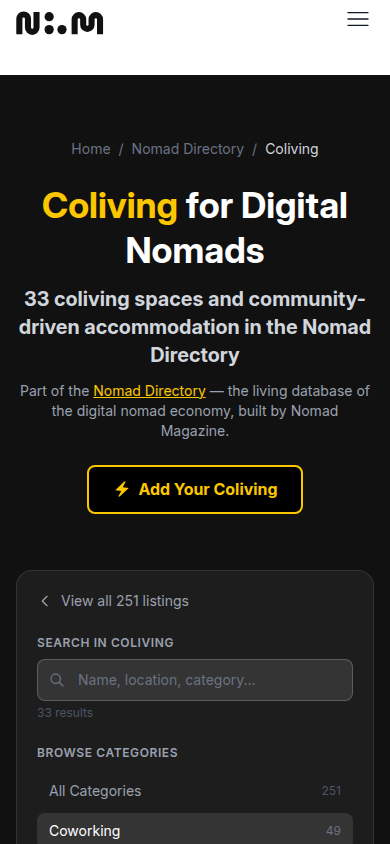 N:.M
Home / Nomad Directory / Coliving
Coliving for Digital
Nomads
33 coliving spaces and community-
driven accommodation in the Nomad
Directory
Part of the Nomad Directory — the living database of
the digital nomad economy, built by Nomad
Magazine.
⚡ Add Your Coliving
View all 251 listings
SEARCH IN COLIVING
Name, location, category...
33 results
BROWSE CATEGORIES
All Categories 251
Coworking 49